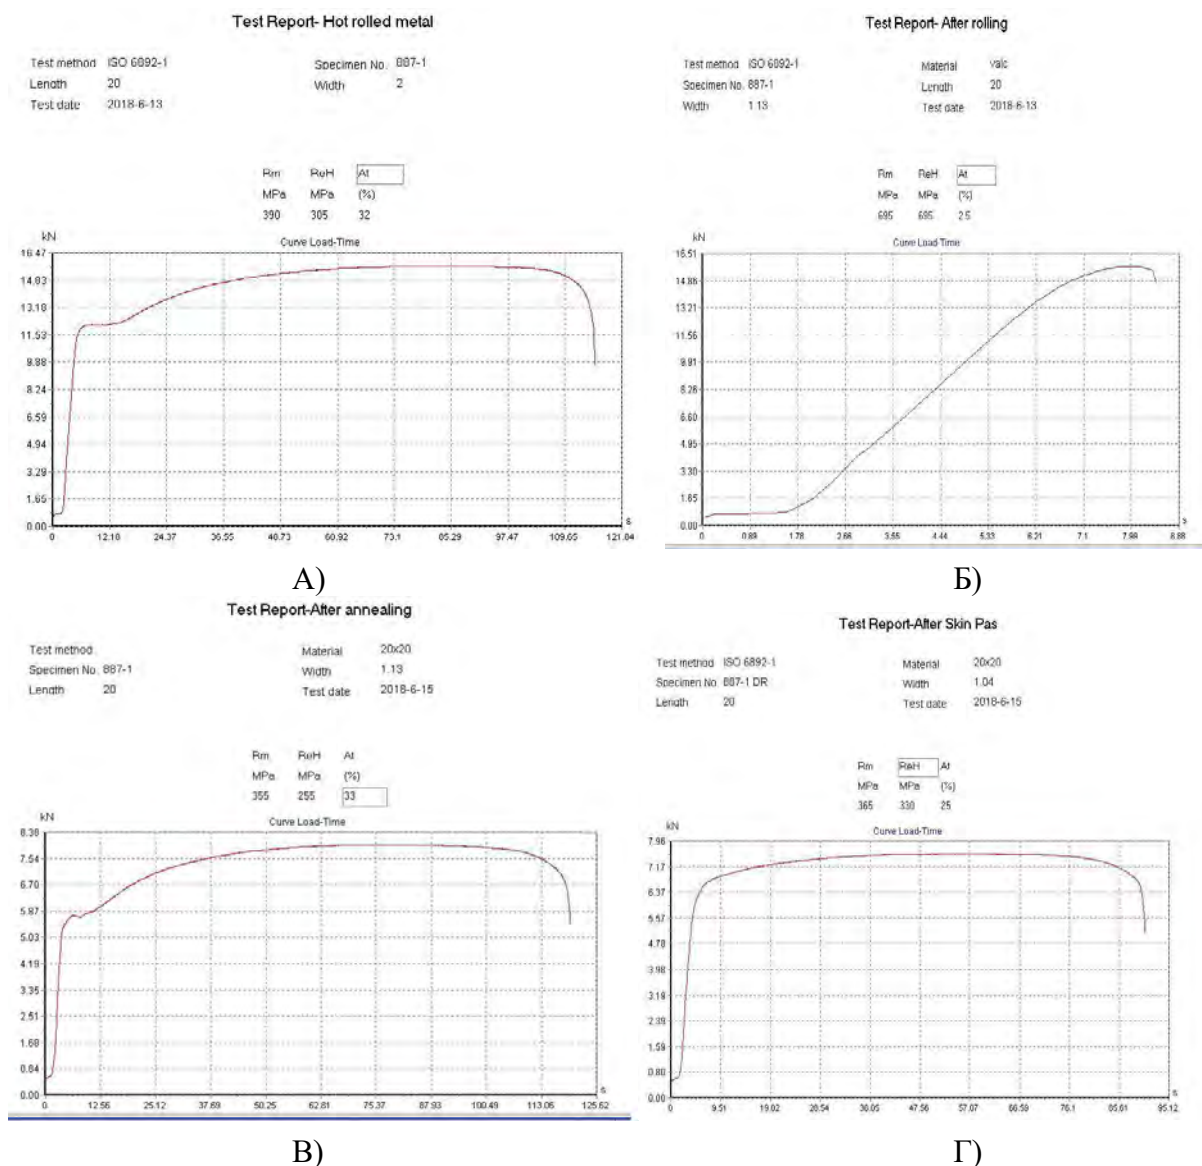 Test Report- Hot rolled metal
Test method ISO 6892-1 Specimen No. 887-1
Length 20 Width 2
Test date 2018-6-13
Rm ReH At
MPa MPa (%)
390 305 32
kN Curve Load-Time
16.47
14.83
13.18
11.53
9.88
8.24
6.59
4.94
3.29
1.65
0.00 s
0 12.18 24.37 36.55 48.73 60.92 73.1 85.29 97.47 109.65 121.84
А)
Test Report- After rolling
Test method ISO 6892-1 Material valc
Specimen No. 887-1 Length 20
Width 1.13 Test date 2018-6-13
Rm ReH At
MPa MPa (%)
695 695 2.5
kN Curve Load-Time
16.51
14.86
13.21
11.56
9.91
8.26
6.60
4.95
3.30
1.65
0.00 s
0 0.89 1.78 2.66 3.55 4.44 5.33 6.21 7.1 7.99 8.88
Б)
Test Report-After annealing
Test method Material 20x20
Specimen No. 887-1 Width 1.13
Length 20 Test date 2018-6-15
Rm ReH At
MPa MPa (%)
355 255 33
kN Curve Load-Time
8.38
7.54
6.70
5.87
5.03
4.19
3.35
2.51
1.68
0.84
0.00 s
0 12.56 25.12 37.69 50.25 62.81 75.37 87.93 100.49 113.06 125.62
В)
Test Report-After Skin Pas
Test method ISO 6892-1 Material 20x20
Specimen No. 887-1 DR Width 1.04
Length 20 Test date 2018-6-15
Rm ReH At
MPa MPa (%)
365 330 25
kN Curve Load-Time
7.96
7.17
6.37
5.57
4.78
3.98
3.18
2.39
1.59
0.80
0.00 s
0 9.51 19.02 28.54 38.05 47.56 57.07 66.59 76.1 85.61 95.12
Г)